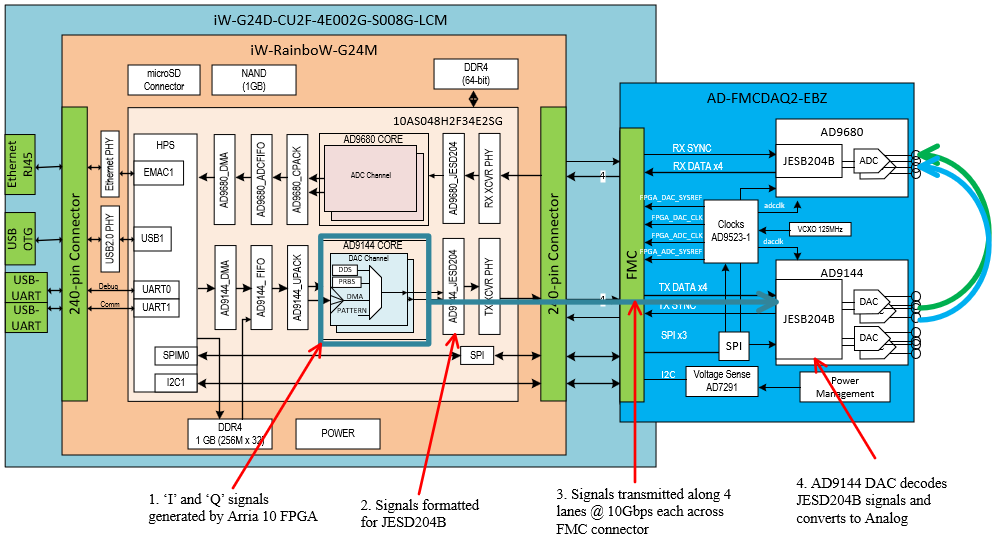 iW-G24D-CU2F-4E002G-S008G-LCM
iW-RainboW-G24M
microSD
Connector
NAND
(1GB)
DDR4
(64-bit)
10AS048H2F34E2SG
Ethernet
RJ45
USB
OTG
USB-
UART
USB-
UART
240-pin Connector
Ethernet PHY
USB2.0 PHY
Debug
Comm
HPS
EMAC1
USB1
UART0
UART1
SPIM0
I2C1
AD9680_DMA
AD9680_ADCFIFO
AD9680_CPACK
AD9680 CORE
ADC Channel
AD9680_JESD204
RX XCVR PHY
AD9144_DMA
AD9144_FIFO
AD9144_UPACK
AD9144 CORE
DAC Channel
DDS
PRBS
DMA
PATTERN
AD9144_JESD204
TX XCVR PHY
SPI
DDR4
1 GB (256M x 32)
POWER
240-pin Connector
4
4
FMC
AD-FMCDAQ2-EBZ
RX SYNC
RX DATA x4
FPGA_DAC_SYSREF
FPGA_DAC_CLK
FPGA_ADC_CLK
FPGA_ADC_SYSREF
Clocks
AD9523-1
adcclk
VCXO 125MHz
dacclk
AD9680
JESB204B
ADC
AD9144
JESB204B
DAC
DAC
TX DATA x4
TX SYNC
SPI x3
SPI
I2C
Voltage Sense
AD7291
Power
Management
1. ‘I’ and ‘Q’ signals
generated by Arria 10 FPGA
2. Signals formatted
for JESD204B
3. Signals transmitted along 4
lanes @ 10Gbps each across
FMC connector
4. AD9144 DAC decodes
JESD204B signals and
converts to Analog